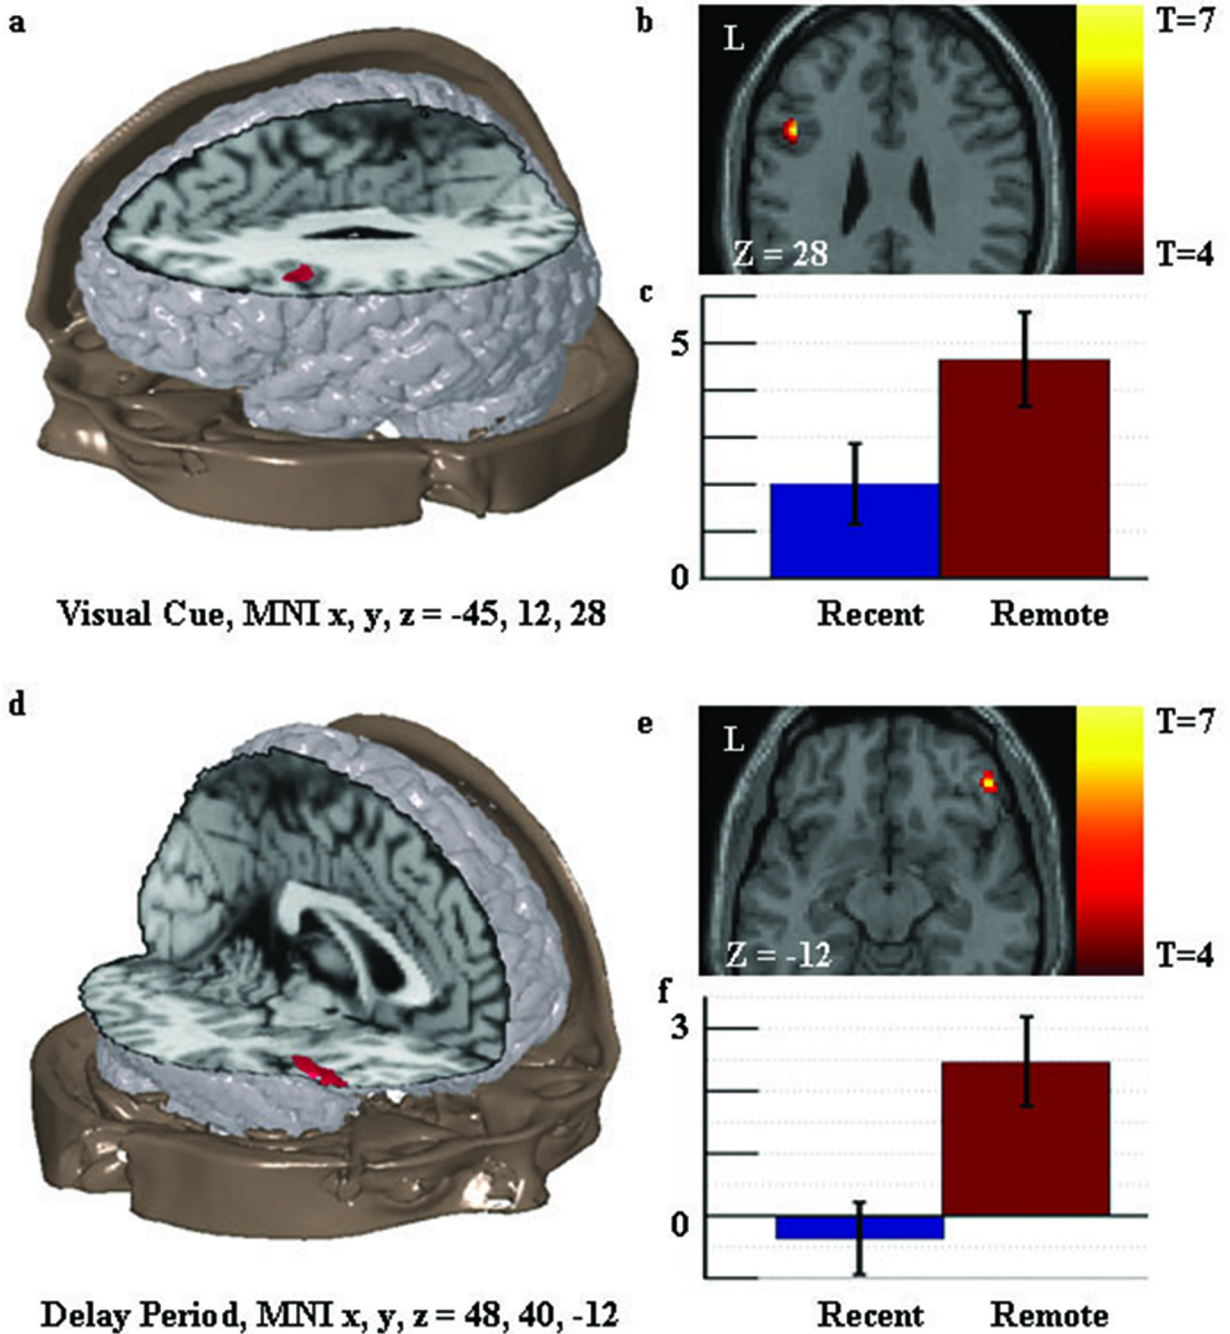 a
b
L
T=7
Z = 28
T=4
c
5
0
Recent Remote
Visual Cue, MNI x, y, z = -45, 12, 28
d
e
L
T=7
Z = -12
T=4
f
3
0
Recent Remote
Delay Period, MNI x, y, z = 48, 40, -12